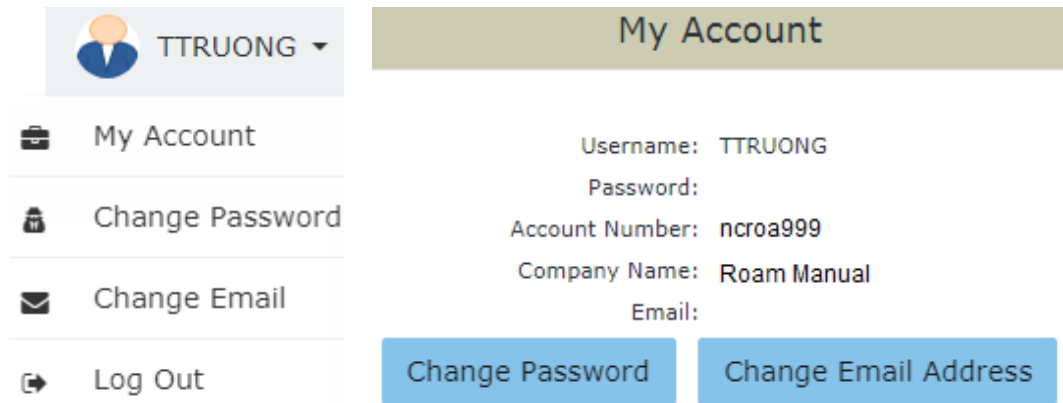 TTRUONG
My Account
Change Password
Change Email
Log Out
My Account
Username: TTRUONG
Password:
Account Number: ncroa999
Company Name: Roam Manual
Email:
Change Password
Change Email Address